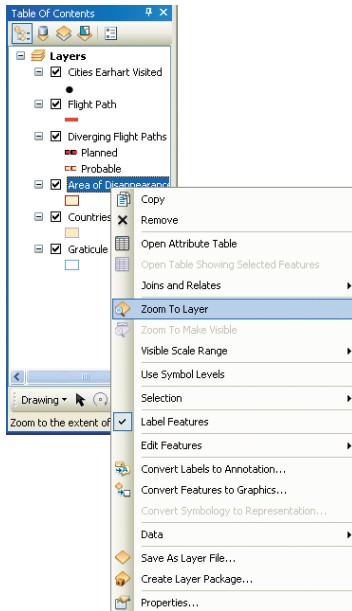 Table Of Contents
Layers
Cities Earhart Visited
Flight Path
Diverging Flight Paths
Planned
Probable
Area of Disappearance
Countries
Graticule
Drawing
Zoom to the extent of
Copy
Remove
Open Attribute Table
Open Table Showing Selected Features
Joins and Relates
Zoom To Layer
Zoom To Make Visible
Visible Scale Range
Use Symbol Levels
Selection
Label Features
Edit Features
Convert Labels to Annotation...
Convert Features to Graphics...
Convert Symbology to Representation...
Data
Save As Layer File...
Create Layer Package...
Properties...